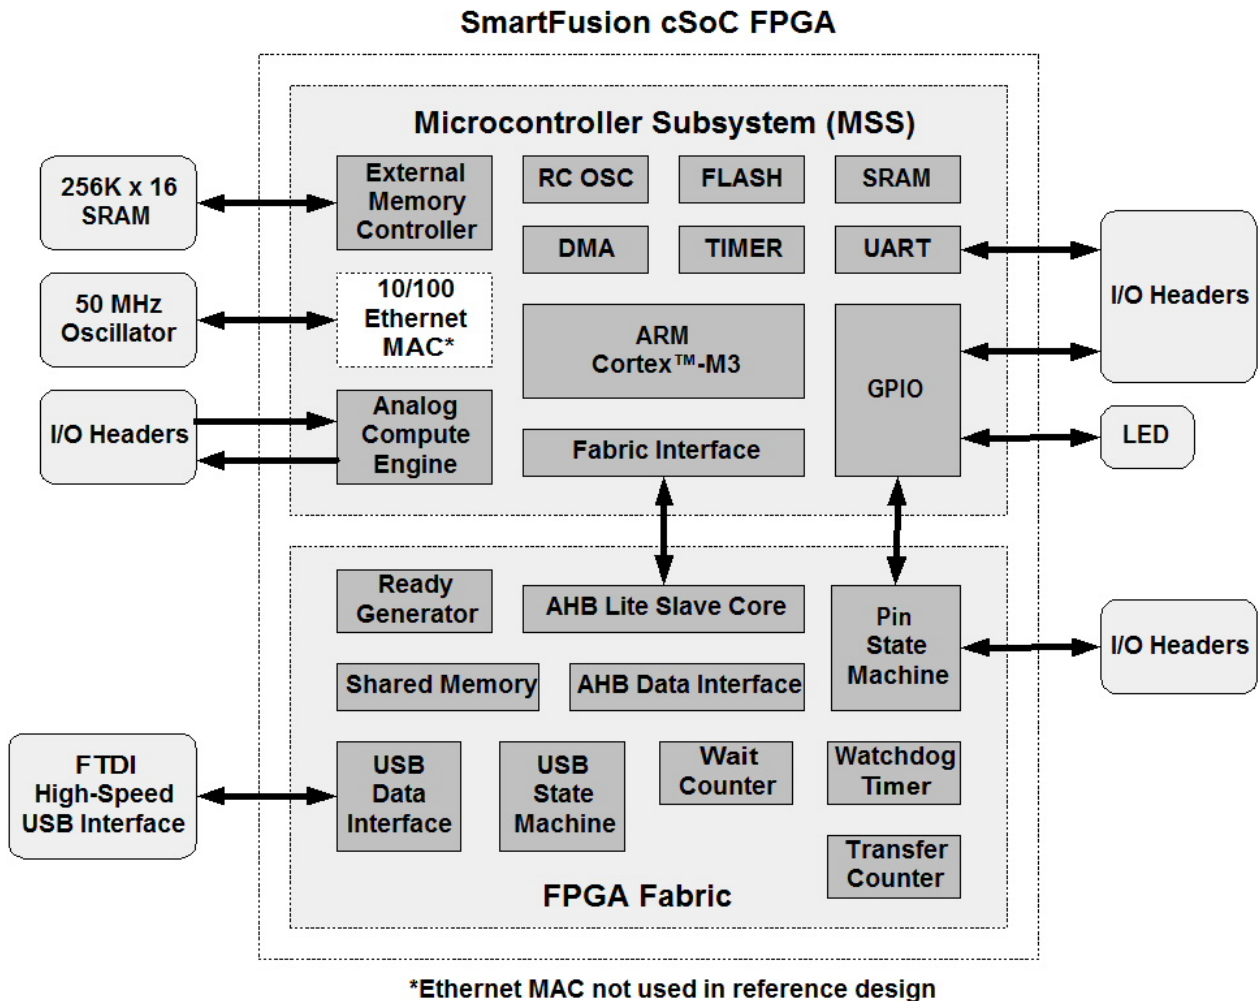 SmartFusion cSoC FPGA
Microcontroller Subsystem (MSS)
256K x 16
SRAM
External
Memory
Controller
RC OSC
FLASH
SRAM
DMA
TIMER
UART
I/O Headers
50 MHz
Oscillator
10/100
Ethernet
MAC*
ARM
Cortex™-M3
GPIO
I/O Headers
Analog
Compute
Engine
Fabric Interface
LED
Ready
Generator
AHB Lite Slave Core
Pin
State
Machine
I/O Headers
Shared Memory
AHB Data Interface
FTDI
High-Speed
USB Interface
USB
Data
Interface
USB
State
Machine
Wait
Counter
Watchdog
Timer
Transfer
Counter
FPGA Fabric
*Ethernet MAC not used in reference design